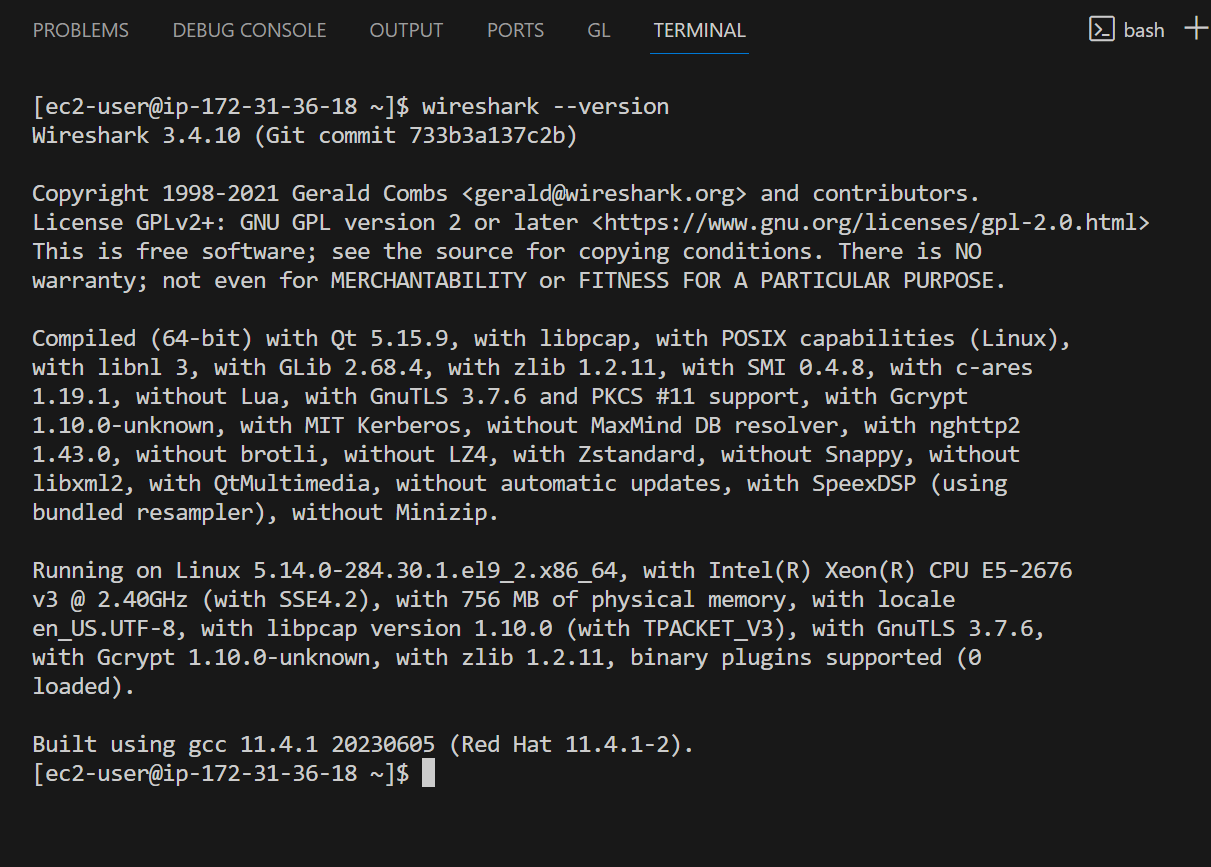 PROBLEMS DEBUG CONSOLE OUTPUT PORTS GL TERMINAL bash
[ec2-user@ip-172-31-36-18 ~]$ wireshark --version
Wireshark 3.4.10 (Git commit 733b3a137c2b)
Copyright 1998-2021 Gerald Combs <gerald@wireshark.org> and contributors.
License GPLv2+: GNU GPL version 2 or later <https://www.gnu.org/licenses/gpl-2.0.html>
This is free software; see the source for copying conditions. There is NO
warranty; not even for MERCHANTABILITY or FITNESS FOR A PARTICULAR PURPOSE.
Compiled (64-bit) with Qt 5.15.9, with libpcap, with POSIX capabilities (Linux),
with libnl 3, with GLib 2.68.4, with zlib 1.2.11, with SMI 0.4.8, with c-ares
1.19.1, without Lua, with GnuTLS 3.7.6 and PKCS #11 support, with Gcrypt
1.10.0-unknown, with MIT Kerberos, without MaxMind DB resolver, with nghttp2
1.43.0, without brotli, without LZ4, with Zstandard, without Snappy, without
libxml2, with QtMultimedia, without automatic updates, with SpeexDSP (using
bundled resampler), without Minizip.
Running on Linux 5.14.0-284.30.1.el9_2.x86_64, with Intel(R) Xeon(R) CPU E5-2676
v3 @ 2.40GHz (with SSE4.2), with 756 MB of physical memory, with locale
en_US.UTF-8, with libpcap version 1.10.0 (with TPACKET_V3), with GnuTLS 3.7.6,
with Gcrypt 1.10.0-unknown, with zlib 1.2.11, binary plugins supported (0
loaded).
Built using gcc 11.4.1 20230605 (Red Hat 11.4.1-2).
[ec2-user@ip-172-31-36-18 ~]$